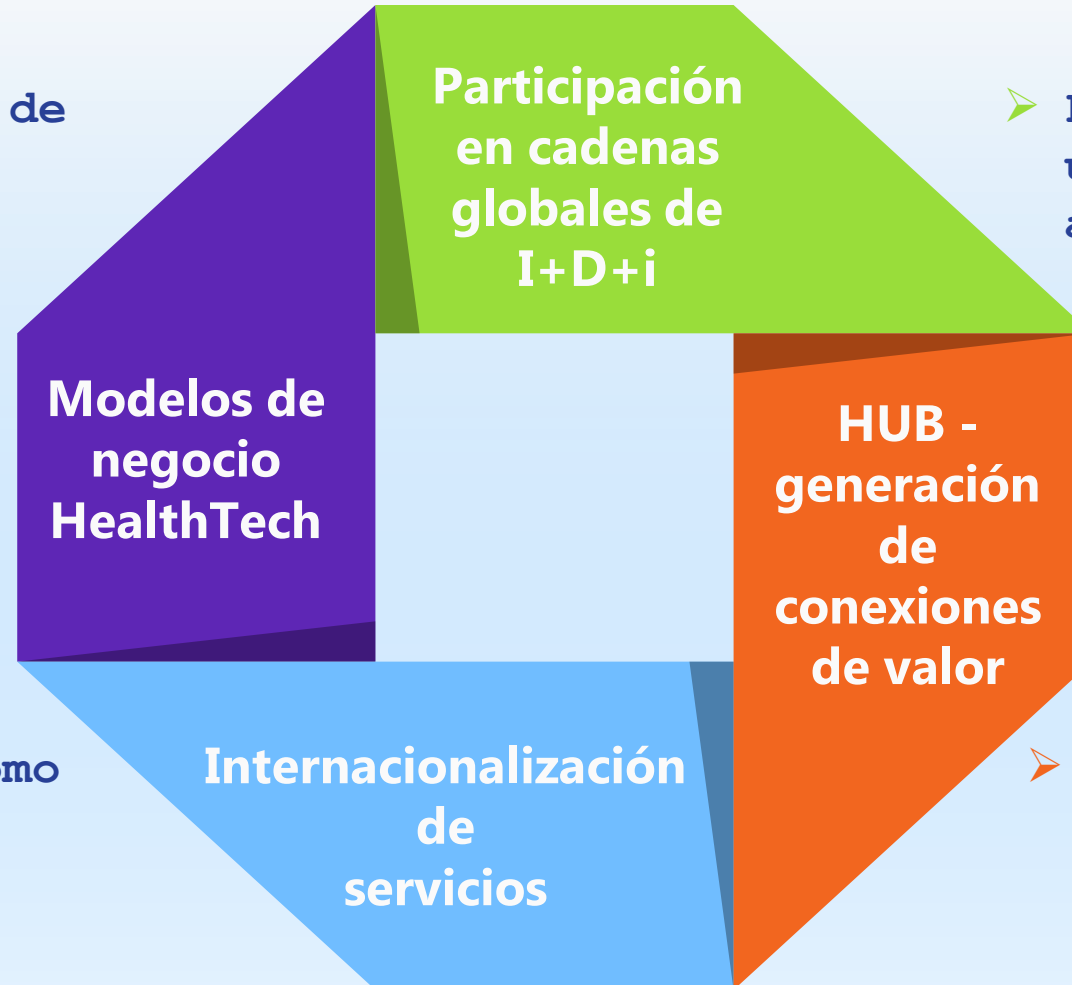 de
Participación
en cadenas
globales de
I+D+i
Modelos de
negocio
HealthTech
HUB -
generación
de
conexiones
de valor
Internacionalización
de
servicios